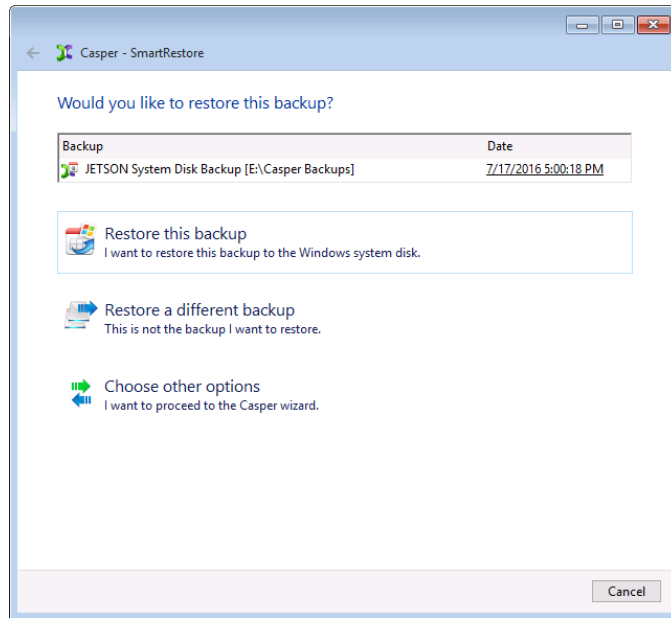 Casper - SmartRestore
Would you like to restore this backup?
Backup Date
JETSON System Disk Backup [E:\Casper Backups] 7/17/2016 5:00:18 PM
Restore this backup
I want to restore this backup to the Windows system disk.
Restore a different backup
This is not the backup I want to restore.
Choose other options
I want to proceed to the Casper wizard.
Cancel